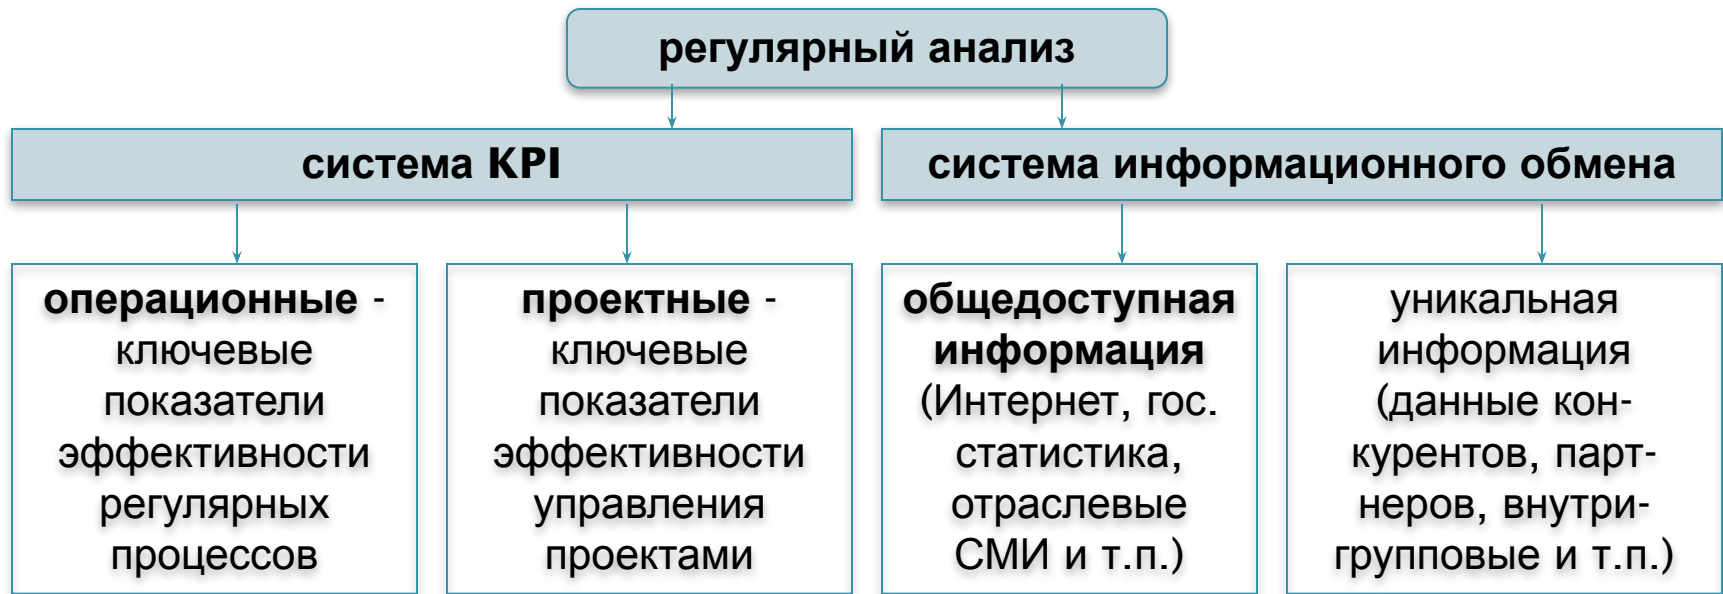 регулярный анализ
система KPI
система информационного обмена
операционные -
ключевые
показатели
эффективности
регулярных
процессов
проектные -
ключевые
показатели
эффективности
управления
проектами
общедоступная
информация
(Интернет, гос.
статистика,
отраслевые
СМИ и т.п.)
уникальная
информация
(данные кон-
курентов, парт-
неров, внутри-
групповые и т.п.)